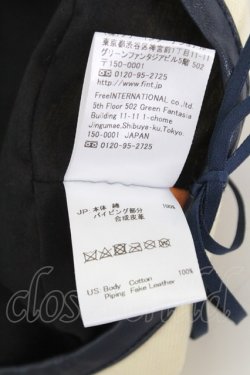 東京都渋谷区神宮前1丁目11-11
グリーンファンタジアビル5階 502
〒150-0001
0120-95-2725
http://www.fint.jp
FreeINTERNATIONAL co.ltd.
5th Floor 502 Green Fantasia
Building 11-11 1-chome
Jingumae, Shibuya-ku, Tokyo.
150-0001 JAPAN
0120-95-2725
JP:本体 綿 100%
パイピング部分
合成皮革
US:Body Cotton 100%
Piping Fake Leather
closet child